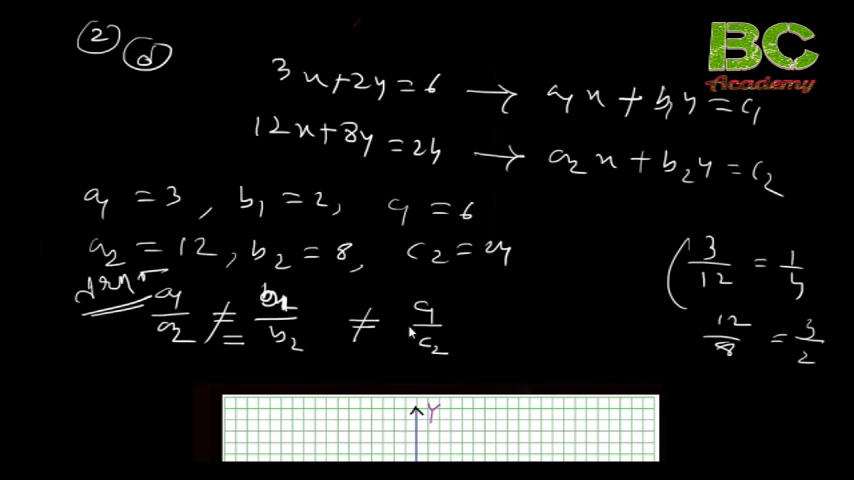 2 d
BC
Academy
3x+2y=6 → a1x + b1y = c1
12x+8y=24 → a2x + b2y = c2
a1 = 3, b1 = 2, c1 = 6
a2 = 12, b2 = 8, c2 = 24
3/12 = 1/4
a1/a2 ≠ b1/b2 ≠ c1/c2
12/8 = 3/2
Y